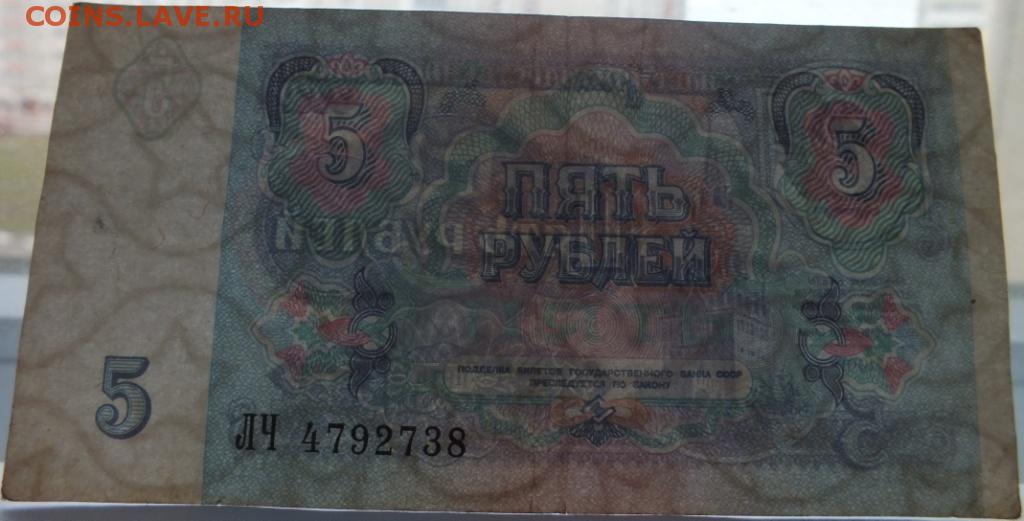 COINS.LAVE.RU
5
5
ПЯТЬ
РУБЛЕЙ
ПОДДЕЛКА БИЛЕТОВ ГОСУДАРСТВЕННОГО БАНКА СССР
ПРЕСЛЕДУЕТСЯ ПО ЗАКОНУ
5
ЛЧ 4792738